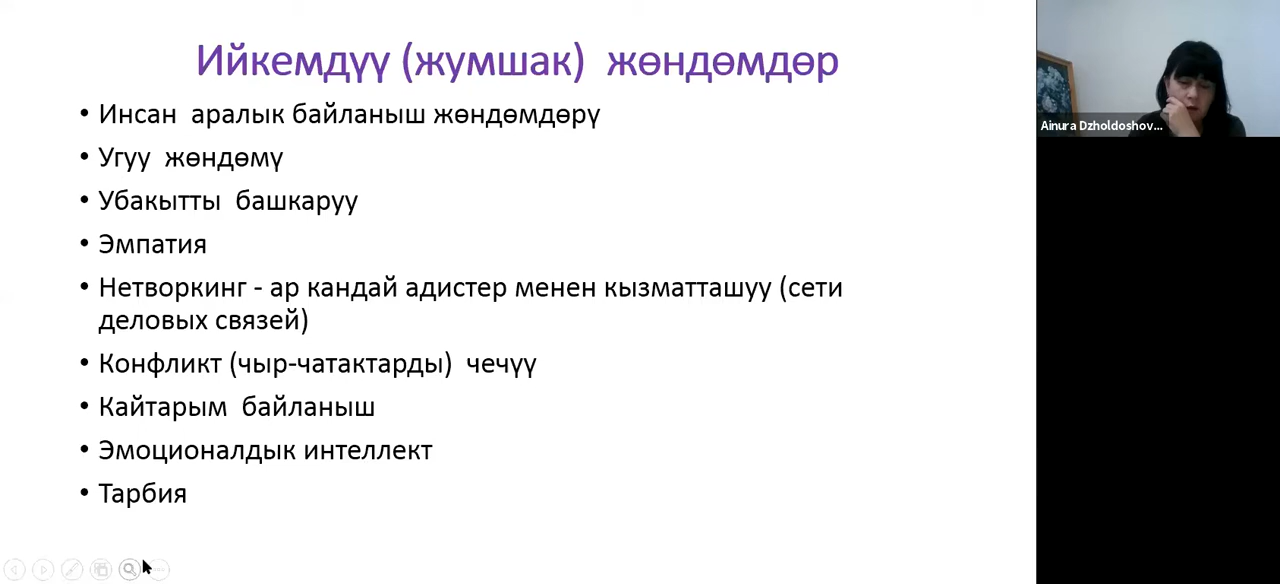 Ийкемдүү (жумшак) жөндөмдөр
• Инсан аралык байланыш жөндөмдөрү
• Угуу жөндөмү
• Убакытты башкаруу
• Эмпатия
• Нетворкинг - ар кандай адистер менен кызматташуу (сети
деловых связей)
• Конфликт (чыр-чатактарды) чечүү
• Кайтарым байланыш
• Эмоционалдык интеллект
• Тарбия
Ainura Dzholdoshov...